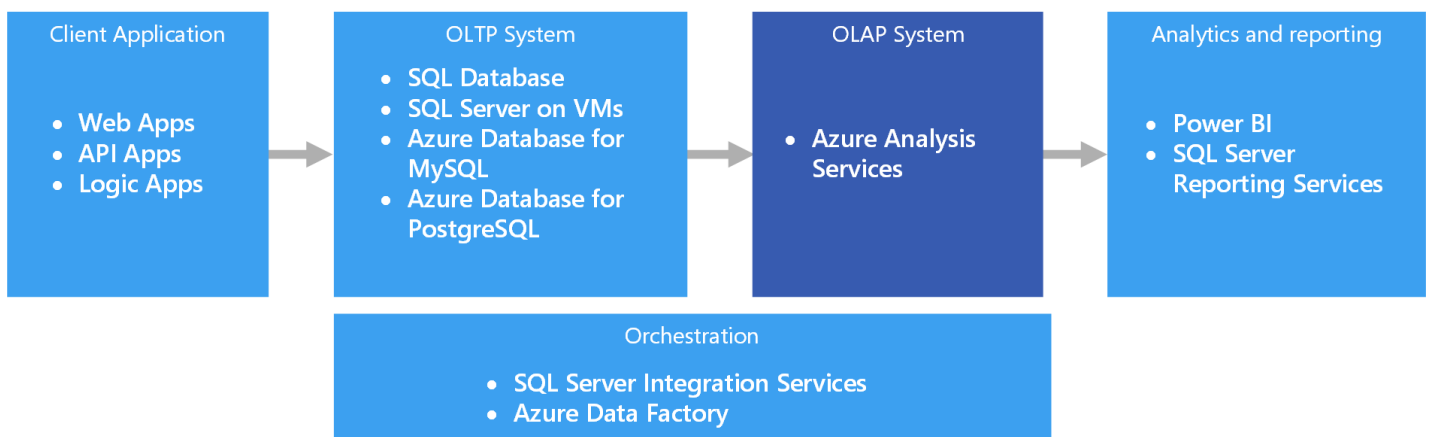 Client Application
• Web Apps
• API Apps
• Logic Apps
OLTP System
• SQL Database
• SQL Server on VMs
• Azure Database for
MySQL
• Azure Database for
PostgreSQL
OLAP System
• Azure Analysis
Services
Analytics and reporting
• Power BI
• SQL Server
Reporting Services
Orchestration
• SQL Server Integration Services
• Azure Data Factory